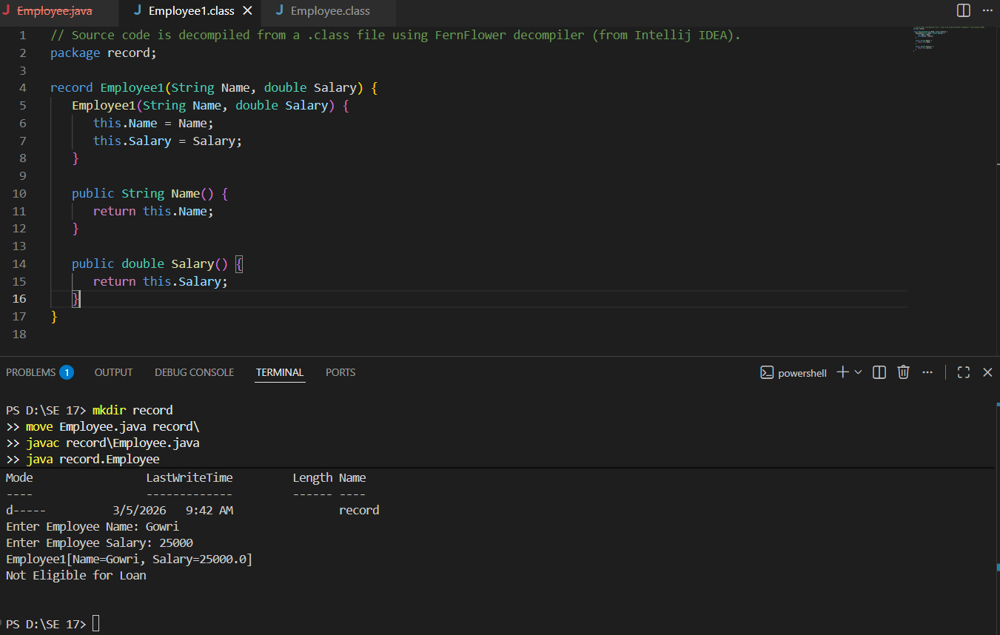 Employee.java Employee1.class Employee.class
1 // Source code is decompiled from a .class file using FernFlower decompiler (from Intellij IDEA).
2 package record;
3
4 record Employee1(String Name, double Salary) {
5 Employee1(String Name, double Salary) {
6 this.Name = Name;
7 this.Salary = Salary;
8 }
9
10 public String Name() {
11 return this.Name;
12 }
13
14 public double Salary() {
15 return this.Salary;
16 }
17 }
18
PROBLEMS 1 OUTPUT DEBUG CONSOLE TERMINAL PORTS powershell
PS D:\SE 17> mkdir record
>> move Employee.java record\
>> javac record\Employee.java
>> java record.Employee
Mode LastWriteTime Length Name
---- ------------- ------ ----
d----- 3/5/2026 9:42 AM record
Enter Employee Name: Gowri
Enter Employee Salary: 25000
Employee1[Name=Gowri, Salary=25000.0]
Not Eligible for Loan
PS D:\SE 17>